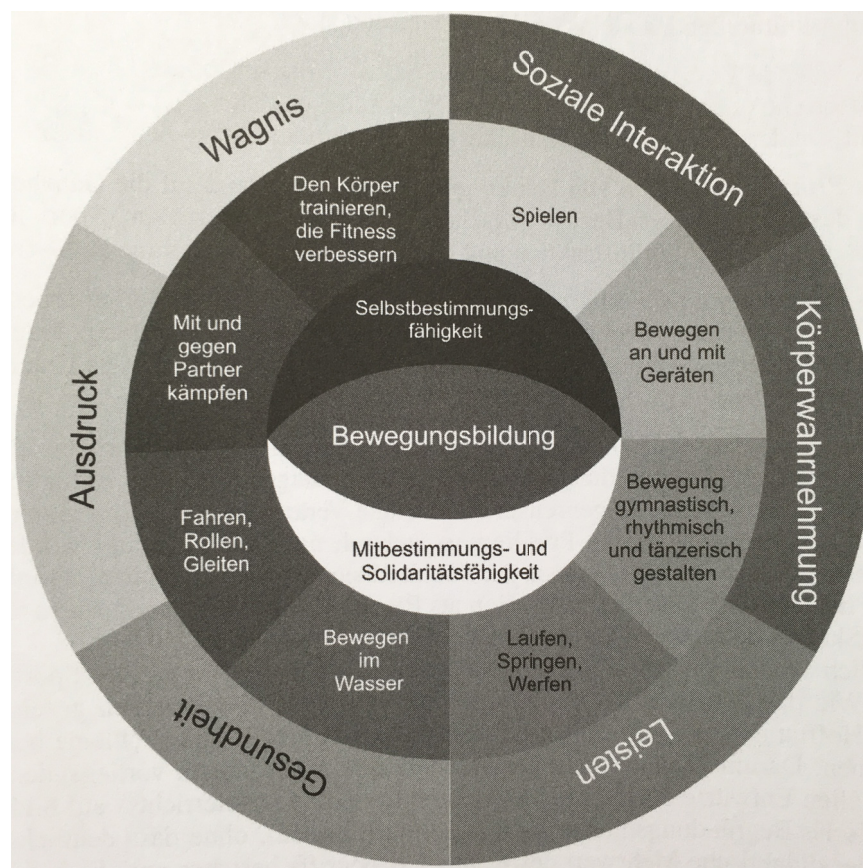 Wagnis
Soziale Interaktion
Körperwahrnehmung
Leisten
Gesundheit
Ausdruck
Den Körper
trainieren,
die Fitness
verbessern
Spielen
Bewegen
an und mit
Geräten
Bewegung
gymnastisch,
rhythmisch
und tänzerisch
gestalten
Laufen,
Springen,
Werfen
Bewegen
im
Wasser
Fahren,
Rollen,
Gleiten
Mit und
gegen
Partner
kämpfen
Selbstbestimmungs-
fähigkeit
Bewegungsbildung
Mitbestimmungs- und
Solidaritätsfähigkeit